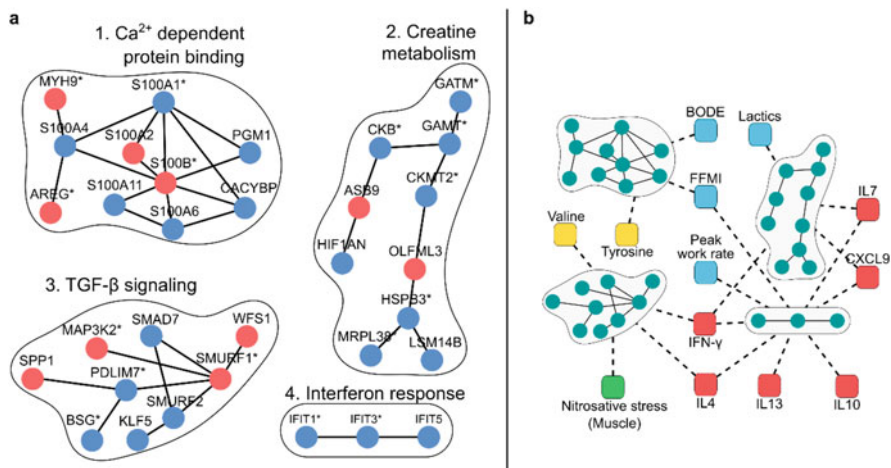 a
1. Ca²⁺ dependent
protein binding
MYH9*
S100A1*
S100A4
S100A2
PGM1
S100B*
AREG*
S100A11
CACYBP
S100A6
2. Creatine
metabolism
GATM*
CKB*
GAMT*
CKMT2*
ASB9
HIF1AN
OLFML3
HSPB3*
MRPL38*
LSM14B
3. TGF-β signaling
MAP3K2*
SMAD7
WFS1
SPP1
PDLIM7*
SMURF1*
SMURF2
BSG*
KLF5
4. Interferon response
IFIT1*
IFIT3*
IFIT5
b
BODE
Lactics
FFMI
IL7
Valine
Tyrosine
Peak
work rate
CXCL9
IFN-γ
Nitrosative stress
(Muscle)
IL4
IL13
IL10